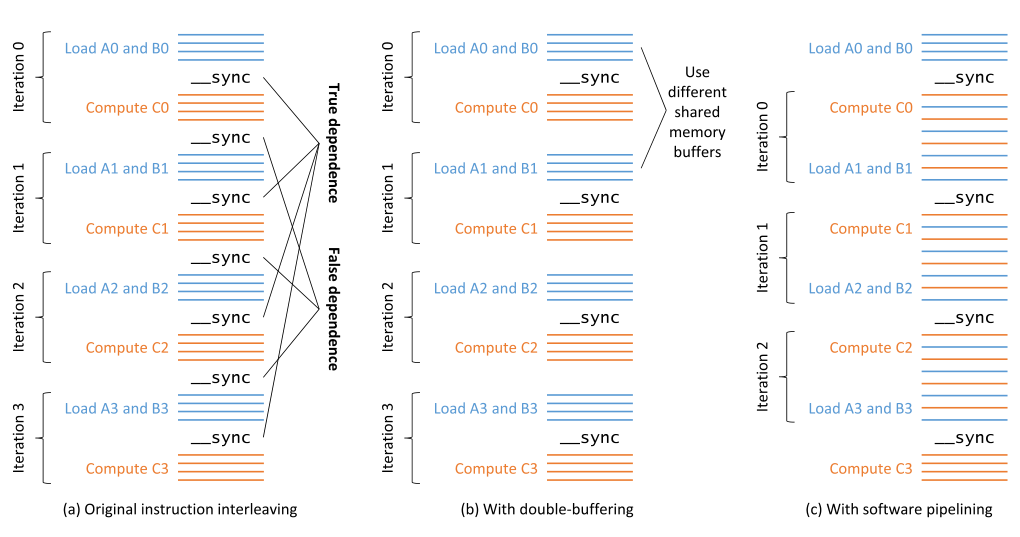 Iteration 0
Load A0 and B0
__sync
Compute C0
__sync
Iteration 1
Load A1 and B1
__sync
Compute C1
__sync
Iteration 2
Load A2 and B2
__sync
Compute C2
__sync
Iteration 3
Load A3 and B3
__sync
Compute C3
True dependence
False dependence
(a) Original instruction interleaving
Iteration 0
Load A0 and B0
__sync
Compute C0
Iteration 1
Load A1 and B1
__sync
Compute C1
Iteration 2
Load A2 and B2
__sync
Compute C2
Iteration 3
Load A3 and B3
__sync
Compute C3
Use
different
shared
memory
buffers
(b) With double-buffering
Load A0 and B0
__sync
Iteration 0
Compute C0
Load A1 and B1
__sync
Iteration 1
Compute C1
Load A2 and B2
__sync
Iteration 2
Compute C2
Load A3 and B3
__sync
Compute C3
(c) With software pipelining